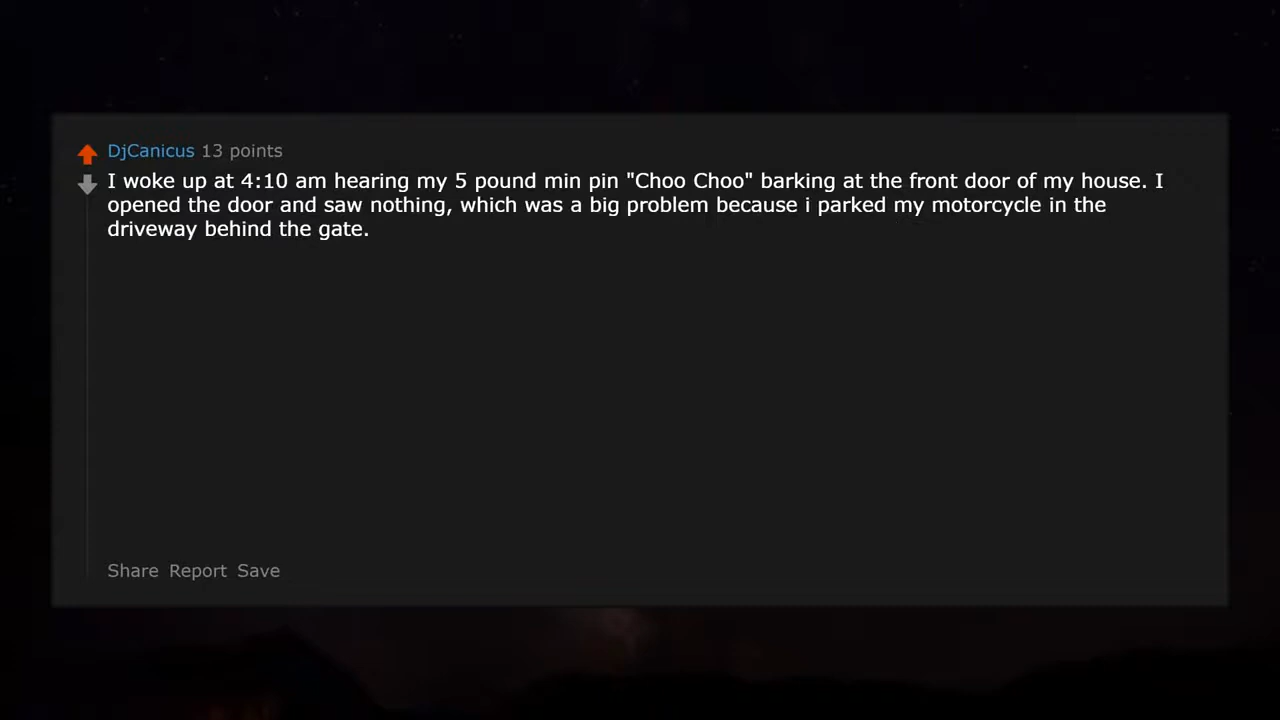 DjCanicus 13 points
I woke up at 4:10 am hearing my 5 pound min pin "Choo Choo" barking at the front door of my house. I
opened the door and saw nothing, which was a big problem because i parked my motorcycle in the
driveway behind the gate.
Share Report Save